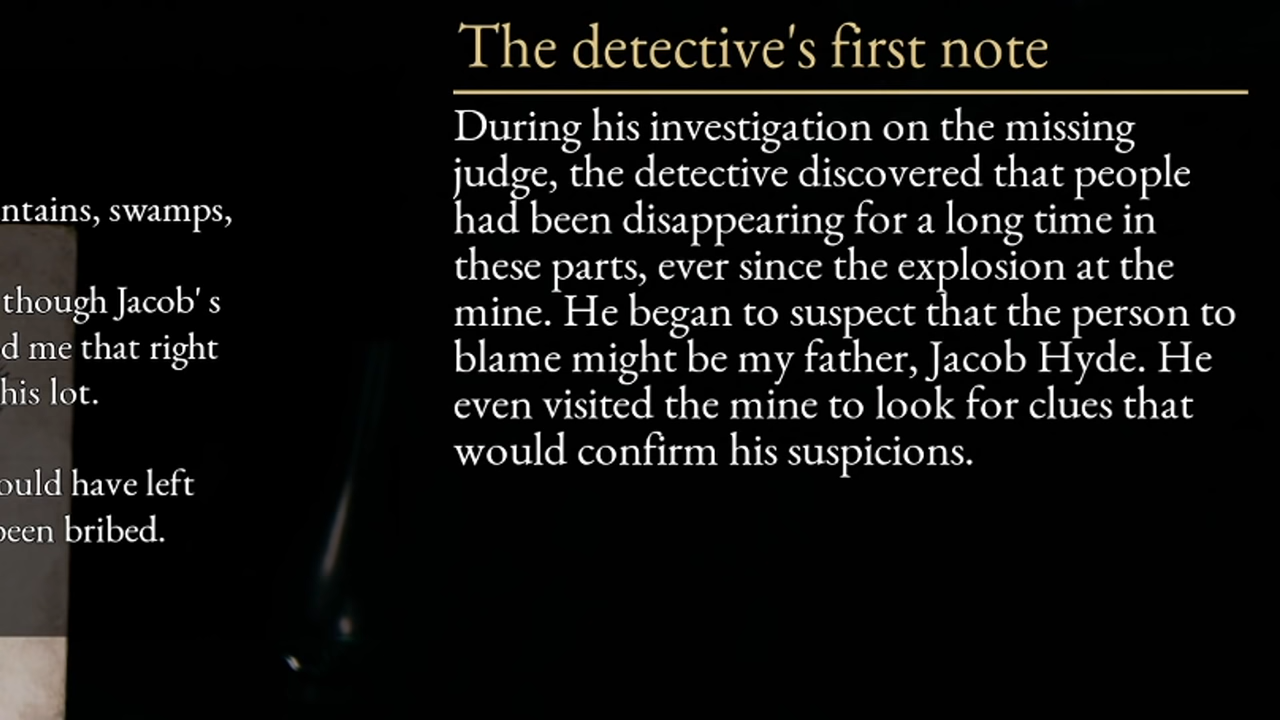 ntains, swamps,
though Jacob' s
d me that right
his lot.
ould have left
been bribed.
The detective's first note
During his investigation on the missing
judge, the detective discovered that people
had been disappearing for a long time in
these parts, ever since the explosion at the
mine. He began to suspect that the person to
blame might be my father, Jacob Hyde. He
even visited the mine to look for clues that
would confirm his suspicions.